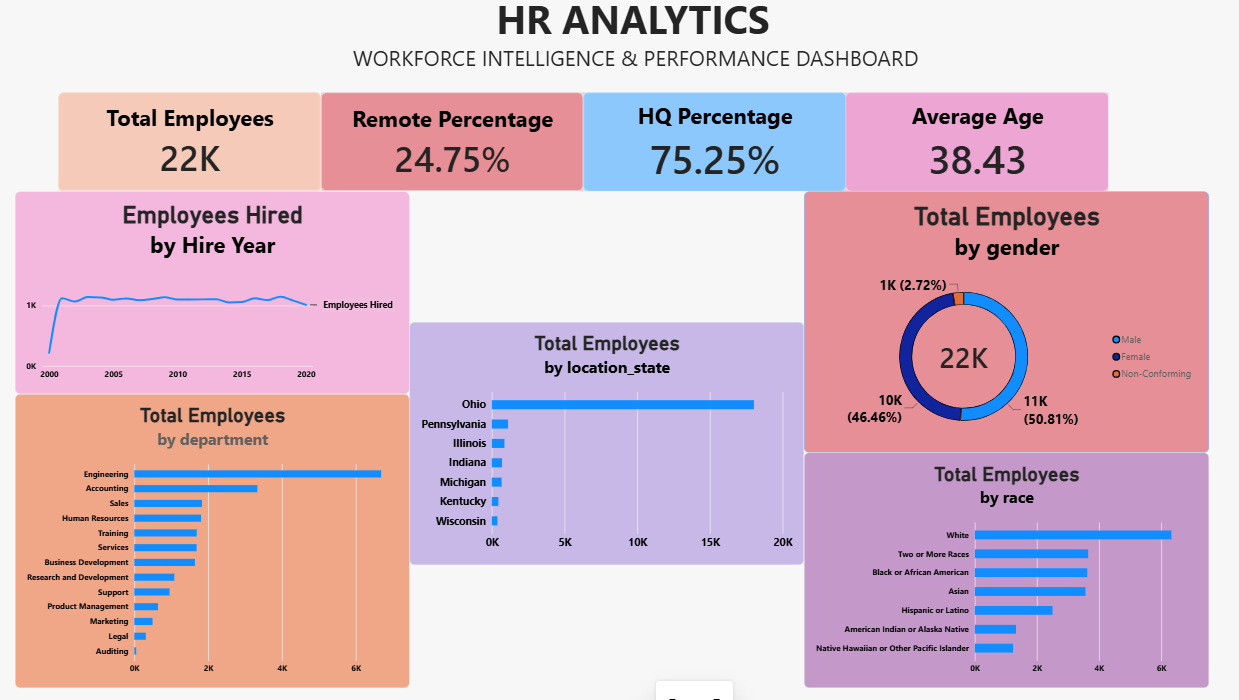 HR ANALYTICS
WORKFORCE INTELLIGENCE & PERFORMANCE DASHBOARD
Total Employees
22K
Remote Percentage
24.75%
HQ Percentage
75.25%
Average Age
38.43
Employees Hired
by Hire Year
1K
0K
Employees Hired
2000 2005 2010 2015 2020
Total Employees
by department
Engineering
Accounting
Sales
Human Resources
Training
Services
Business Development
Research and Development
Support
Product Management
Marketing
Legal
Auditing
0K 2K 4K 6K
Total Employees
by location_state
Ohio
Pennsylvania
Illinois
Indiana
Michigan
Kentucky
Wisconsin
0K 5K 10K 15K 20K
Total Employees
by gender
1K (2.72%)
22K
10K
(46.46%)
11K
(50.81%)
Male
Female
Non-Conforming
Total Employees
by race
White
Two or More Races
Black or African American
Asian
Hispanic or Latino
American Indian or Alaska Native
Native Hawaiian or Other Pacific Islander
0K 2K 4K 6K